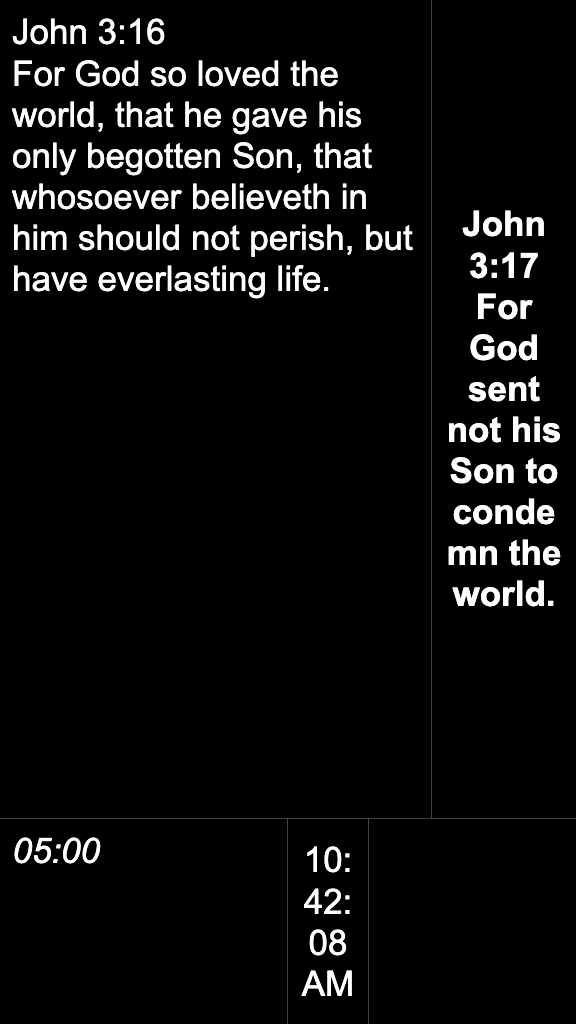 John 3:16
For God so loved the
world, that he gave his
only begotten Son, that
whosoever believeth in
him should not perish, but
have everlasting life.
John
3:17
For
God
sent
not his
Son to
conde
mn the
world.
05:00
10:
42:
08
AM